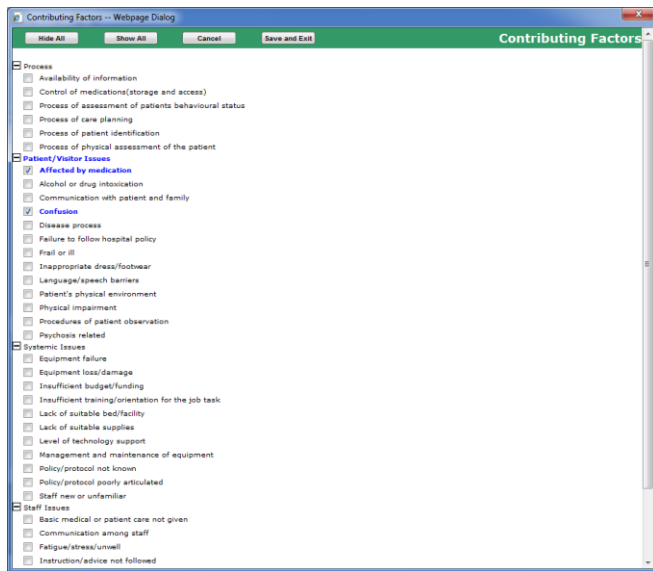 Contributing Factors -- Webpage Dialog
Hide All Show All Cancel Save and Exit Contributing Factors
Process
Availability of information
Control of medications(storage and access)
Process of assessment of patients behavioural status
Process of care planning
Process of patient identification
Process of physical assessment of the patient
Patient/Visitor Issues
Affected by medication
Alcohol or drug intoxication
Communication with patient and family
Confusion
Disease process
Failure to follow hospital policy
Frail or ill
Inappropriate dress/footwear
Language/speech barriers
Patient's physical environment
Physical impairment
Procedures of patient observation
Psychosis related
Systemic Issues
Equipment failure
Equipment loss/damage
Insufficient budget/funding
Insufficient training/orientation for the job task
Lack of suitable bed/facility
Lack of suitable supplies
Level of technology support
Management and maintenance of equipment
Policy/protocol not known
Policy/protocol poorly articulated
Staff new or unfamiliar
Staff Issues
Basic medical or patient care not given
Communication among staff
Fatigue/stress/unwell
Instruction/advice not followed